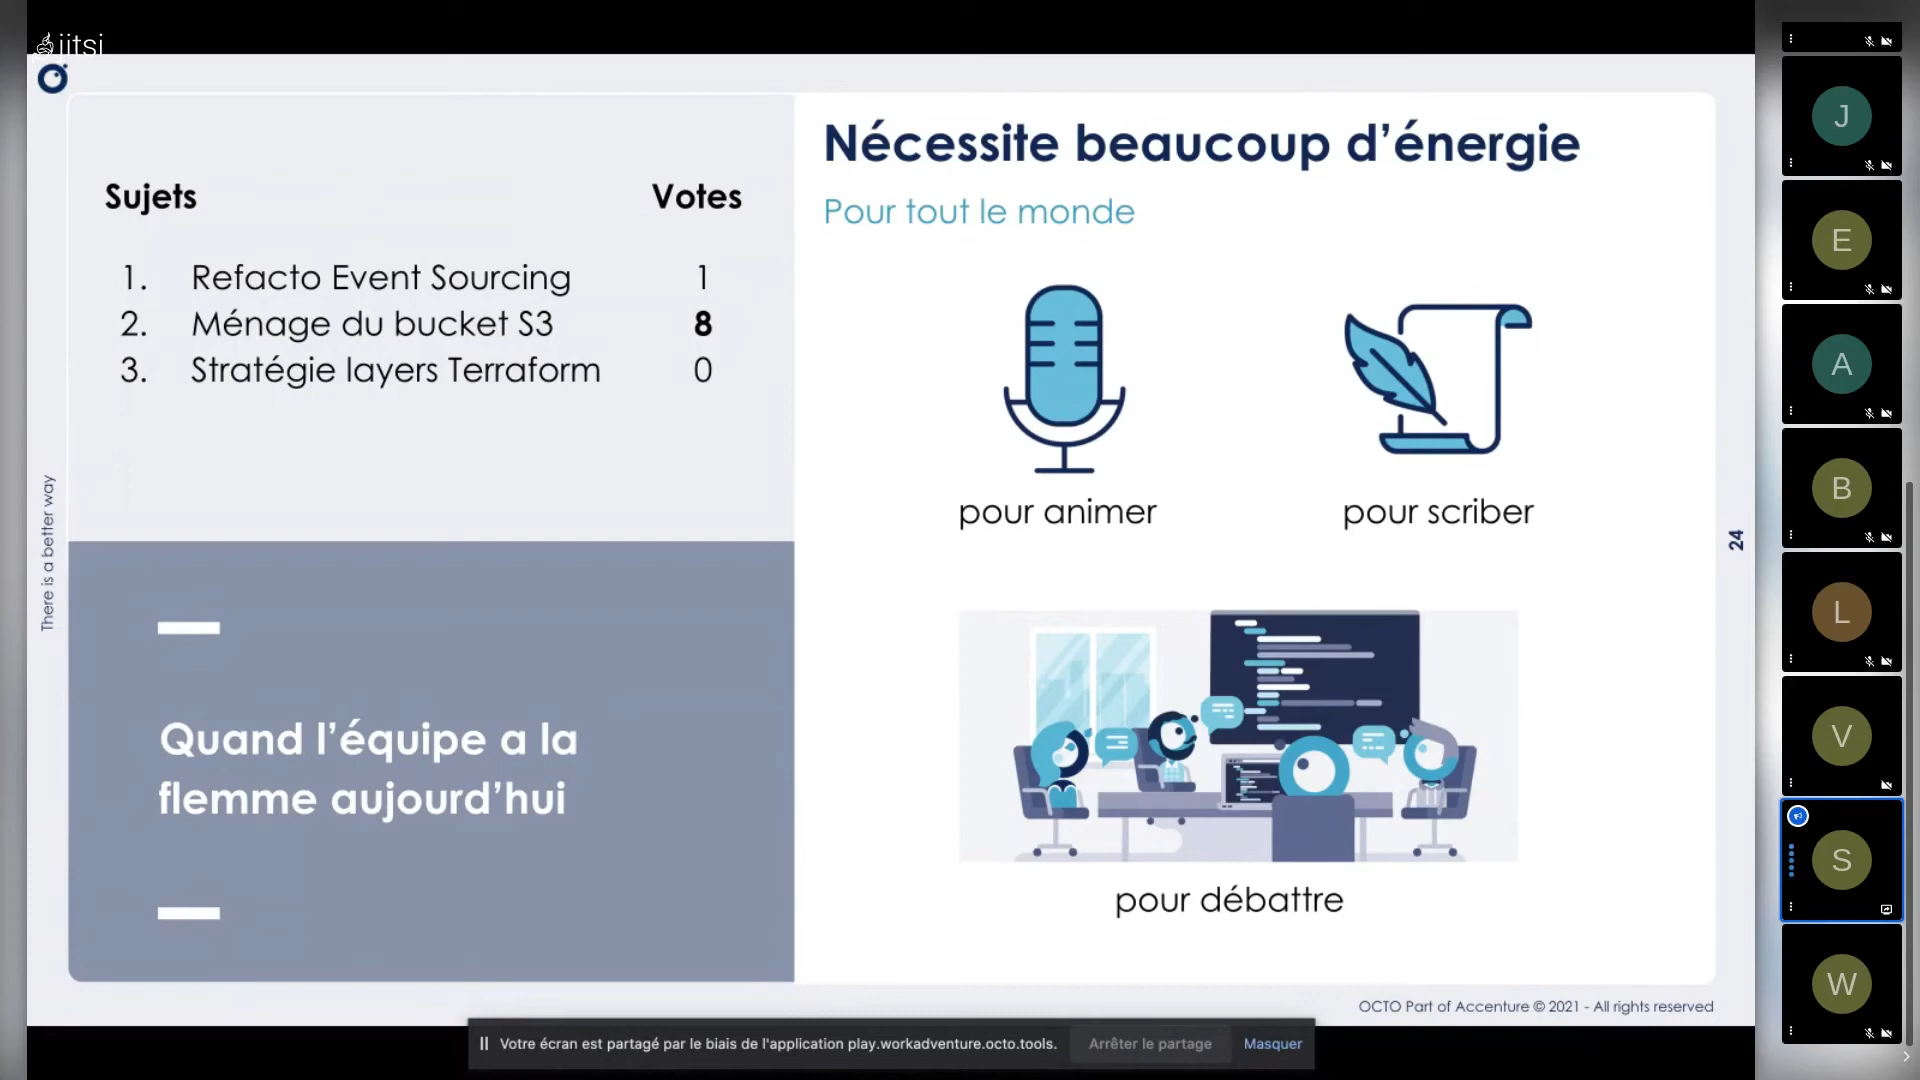 jitsi
Sujets Votes
1. Refacto Event Sourcing 1
2. Ménage du bucket S3 8
3. Stratégie layers Terraform 0
Quand l’équipe a la
flemme aujourd’hui
There is a better way
Nécessite beaucoup d’énergie
Pour tout le monde
pour animer
pour scriber
pour débattre
24
OCTO Part of Accenture © 2021 - All rights reserved
Votre écran est partagé par le biais de l'application play.workadventure.octo.tools.
Arrêter le partage
Masquer
J
E
A
B
L
V
S
W